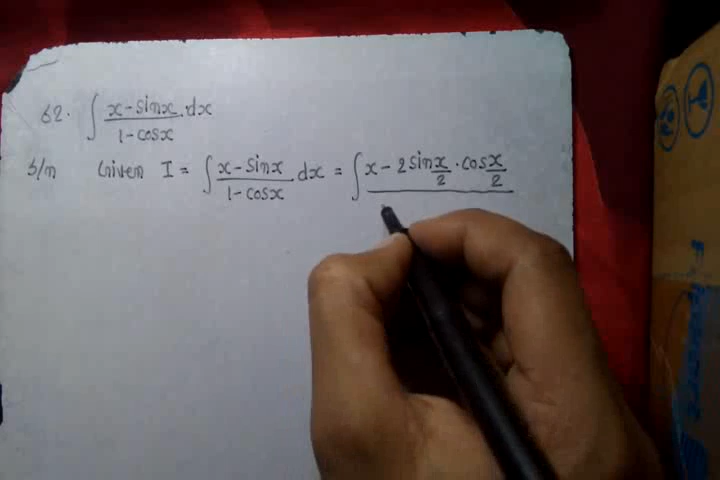 62. ∫ x - sinx / 1 - cosx . dx
S/n Given I = ∫ x - sinx / 1 - cosx dx = ∫ x - 2 sin x/2 . cos x/2